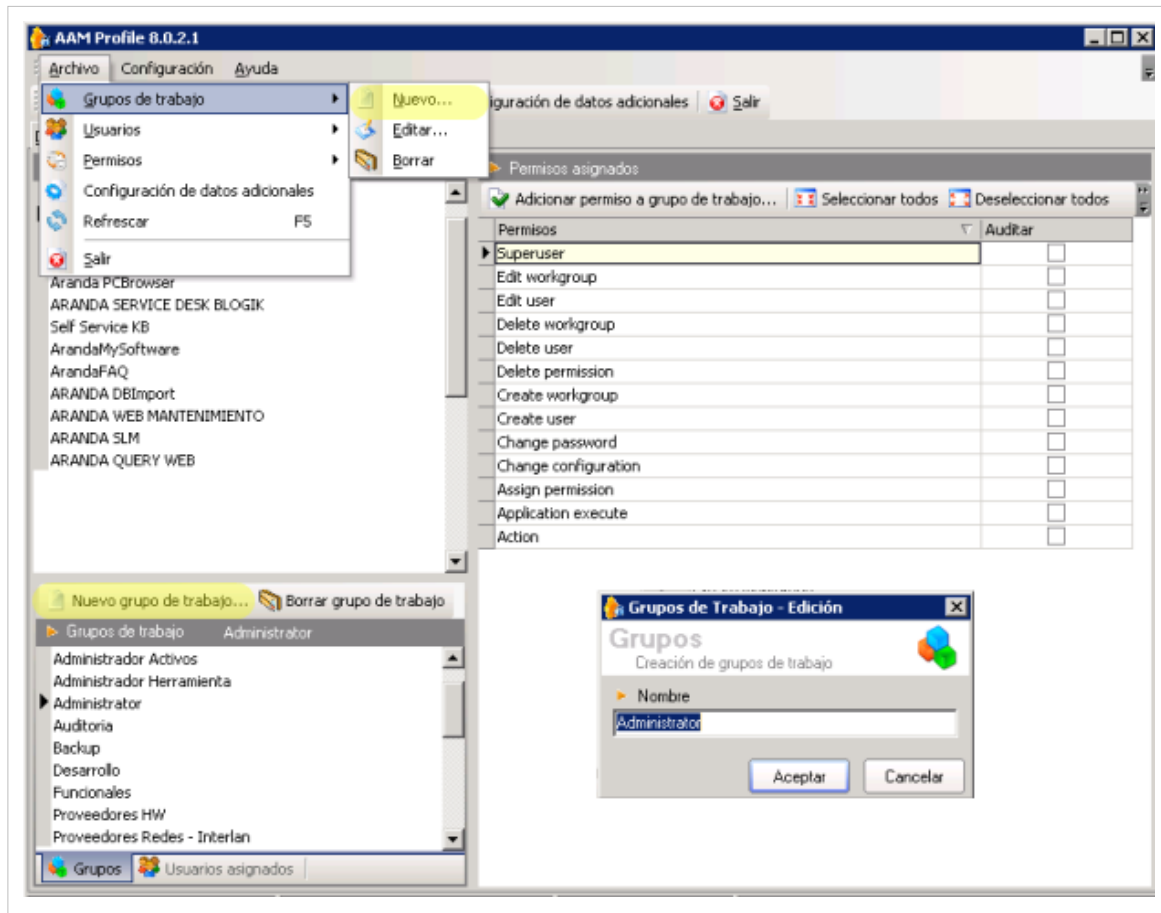 AAM Profile 8.0.2.1
Archivo Configuración Ayuda
Grupos de trabajo
Usuarios
Permisos
Configuración de datos adicionales
Refrescar F5
Salir
Nuevo...
Editar...
Borrar
iguración de datos adicionales Salir
Aranda PCBrowser
ARANDA SERVICE DESK BLOGIK
Self Service KB
ArandaMySoftware
ArandaFAQ
ARANDA DBImport
ARANDA WEB MANTENIMIENTO
ARANDA SLM
ARANDA QUERY WEB
Permisos asignados
Adicionar permiso a grupo de trabajo... Seleccionar todos Deseleccionar todos
Permisos Auditar
Superuser
Edit workgroup
Edit user
Delete workgroup
Delete user
Delete permission
Create workgroup
Create user
Change password
Change configuration
Assign permission
Application execute
Action
Nuevo grupo de trabajo... Borrar grupo de trabajo
Grupos de trabajo Administrator
Administrador Activos
Administrador Herramienta
Administrator
Auditoria
Backup
Desarrollo
Funcionales
Proveedores HW
Proveedores Redes - Interlan
Grupos Usuarios asignados
Grupos de Trabajo - Edición
Grupos
Creación de grupos de trabajo
Nombre
Administrator
Aceptar Cancelar